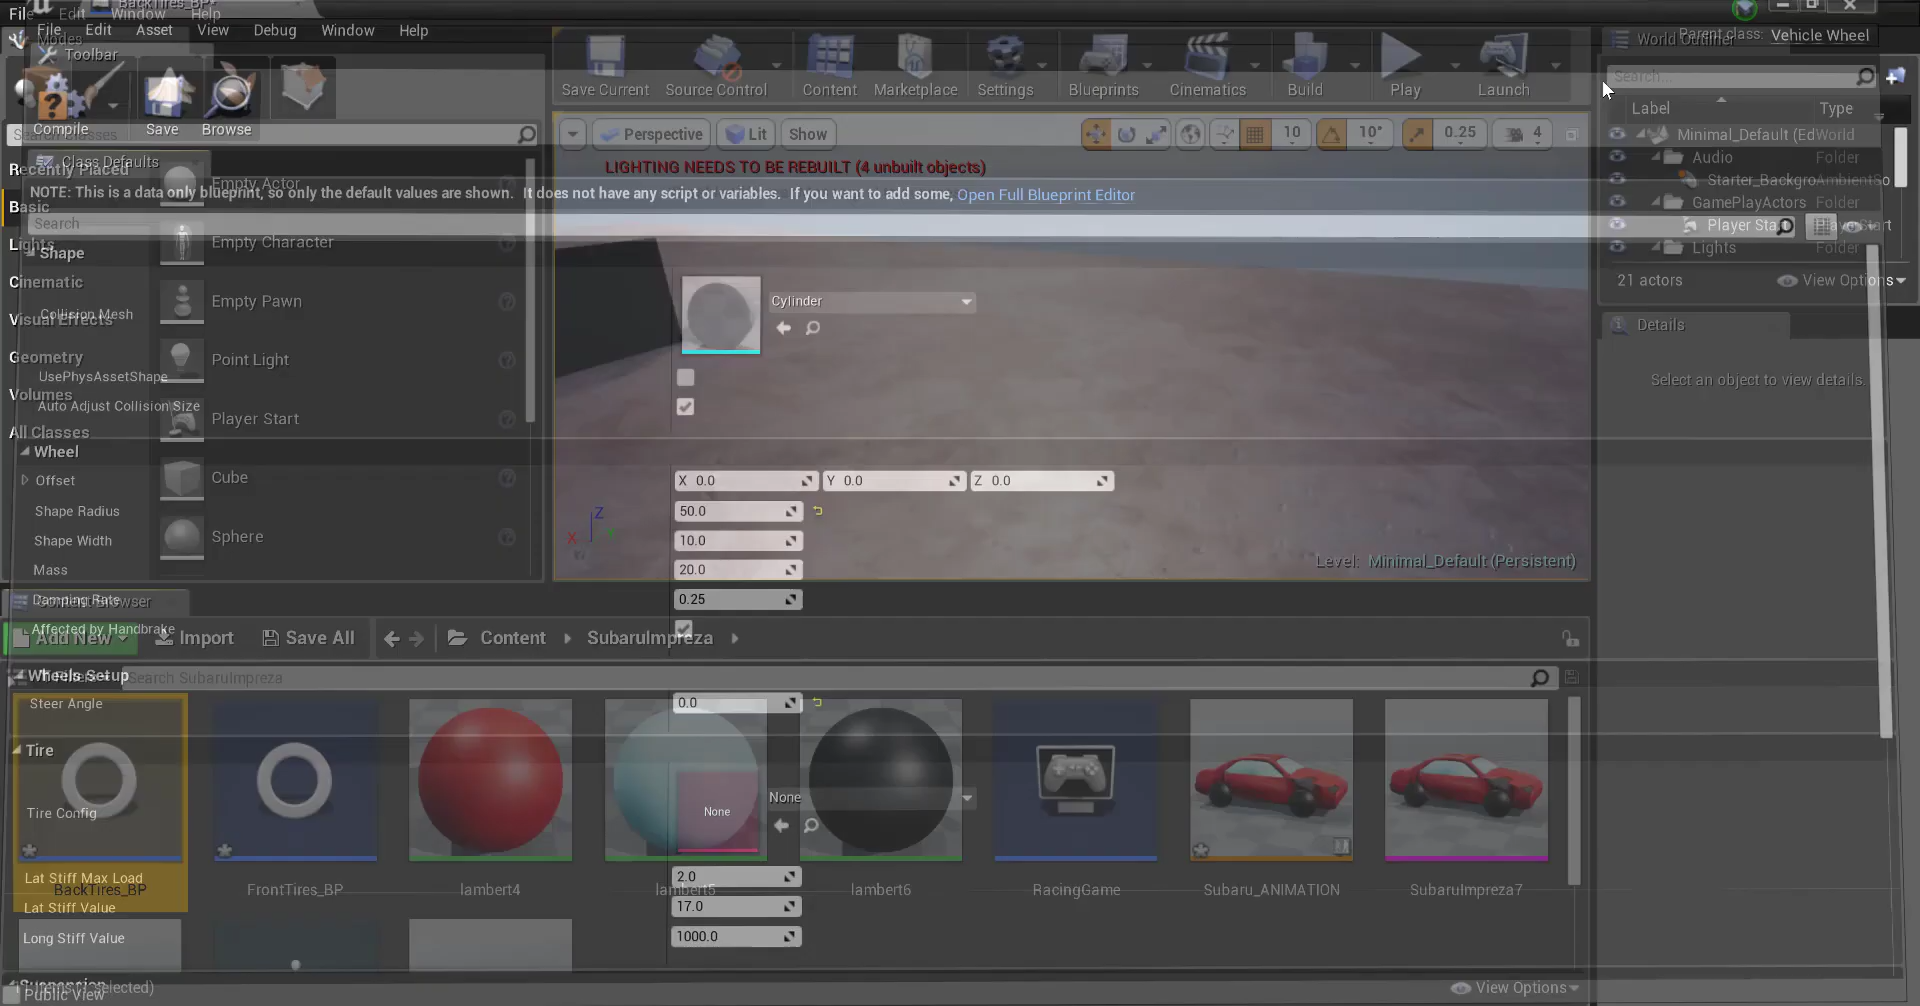 File Edit Window Help
BackTires_BP*
File Edit Asset View Debug Window Help
Modes
Toolbar
Parent class: Vehicle Wheel
World Outliner
Save Current Source Control Content Marketplace Settings Blueprints Cinematics Build Play Launch
Search...
Label Type
Compile Save Browse
Search Classes
Perspective Lit Show 10 10° 0.25 4
Minimal_Default (Ed World
Audio Folder
Starter_Backgro AmbientSo
GamePlayActors Folder
Player Sta
Lights Folder
21 actors View Options
Class Defaults
Recently Placed
LIGHTING NEEDS TO BE REBUILT (4 unbuilt objects)
Empty Actor
NOTE: This is a data only blueprint, so only the default values are shown. It does not have any script or variables. If you want to add some, Open Full Blueprint Editor
Basic
Search
Lights
Shape
Empty Character
Cinematic
Empty Pawn
Cylinder
Collision Mesh
Visual Effects
Details
Geometry
Point Light
UsePhysAssetShape
Select an object to view details.
Volumes
Auto Adjust Collision Size
Player Start
All Classes
Wheel
Cube
Offset X 0.0 Y 0.0 Z 0.0
Shape Radius 50.0
Shape Width 10.0
Sphere
X Z
Level: Minimal_Default (Persistent)
Mass 20.0
Damping Rate 0.25
Content Browser
Affected by Handbrake
Add New Import Save All Content SubaruImpreza
Wheels Setup
Filters Search SubaruImpreza
Steer Angle 0.0
Tire
Tire Config None None
Lat Stiff Max Load 2.0
BackTires_BP FrontTires_BP lambert4 lambert5 lambert6 RacingGame Subaru_ANIMATION SubaruImpreza7
Lat Stiff Value 17.0
Long Stiff Value 1000.0
Suspension
selected)
View Options
Public View